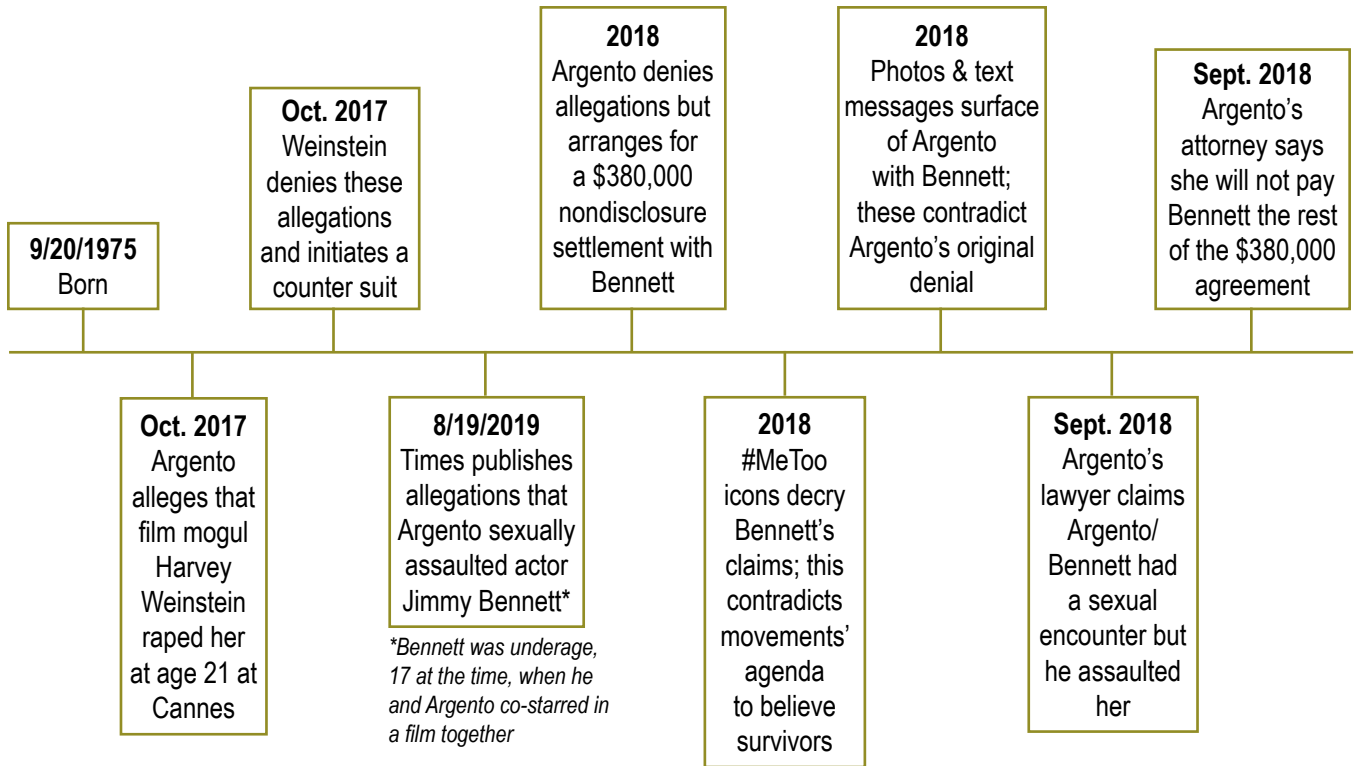 9/20/1975
Born
Oct. 2017
Argento
alleges that
film mogul
Harvey
Weinstein
raped her
at age 21 at
Cannes
Oct. 2017
Weinstein
denies these
allegations
and initiates a
counter suit
8/19/2019
Times publishes
allegations that
Argento sexually
assaulted actor
Jimmy Bennett*
*Bennett was underage,
17 at the time, when he
and Argento co-starred in
a film together
2018
Argento denies
allegations but
arranges for
a $380,000
nondisclosure
settlement with
Bennett
2018
#MeToo
icons decry
Bennett’s
claims; this
contradicts
movements’
agenda
to believe
survivors
2018
Photos & text
messages surface
of Argento
with Bennett;
these contradict
Argento’s original
denial
Sept. 2018
Argento’s
lawyer claims
Argento/
Bennett had
a sexual
encounter but
he assaulted
her
Sept. 2018
Argento’s
attorney says
she will not pay
Bennett the rest
of the $380,000
agreement